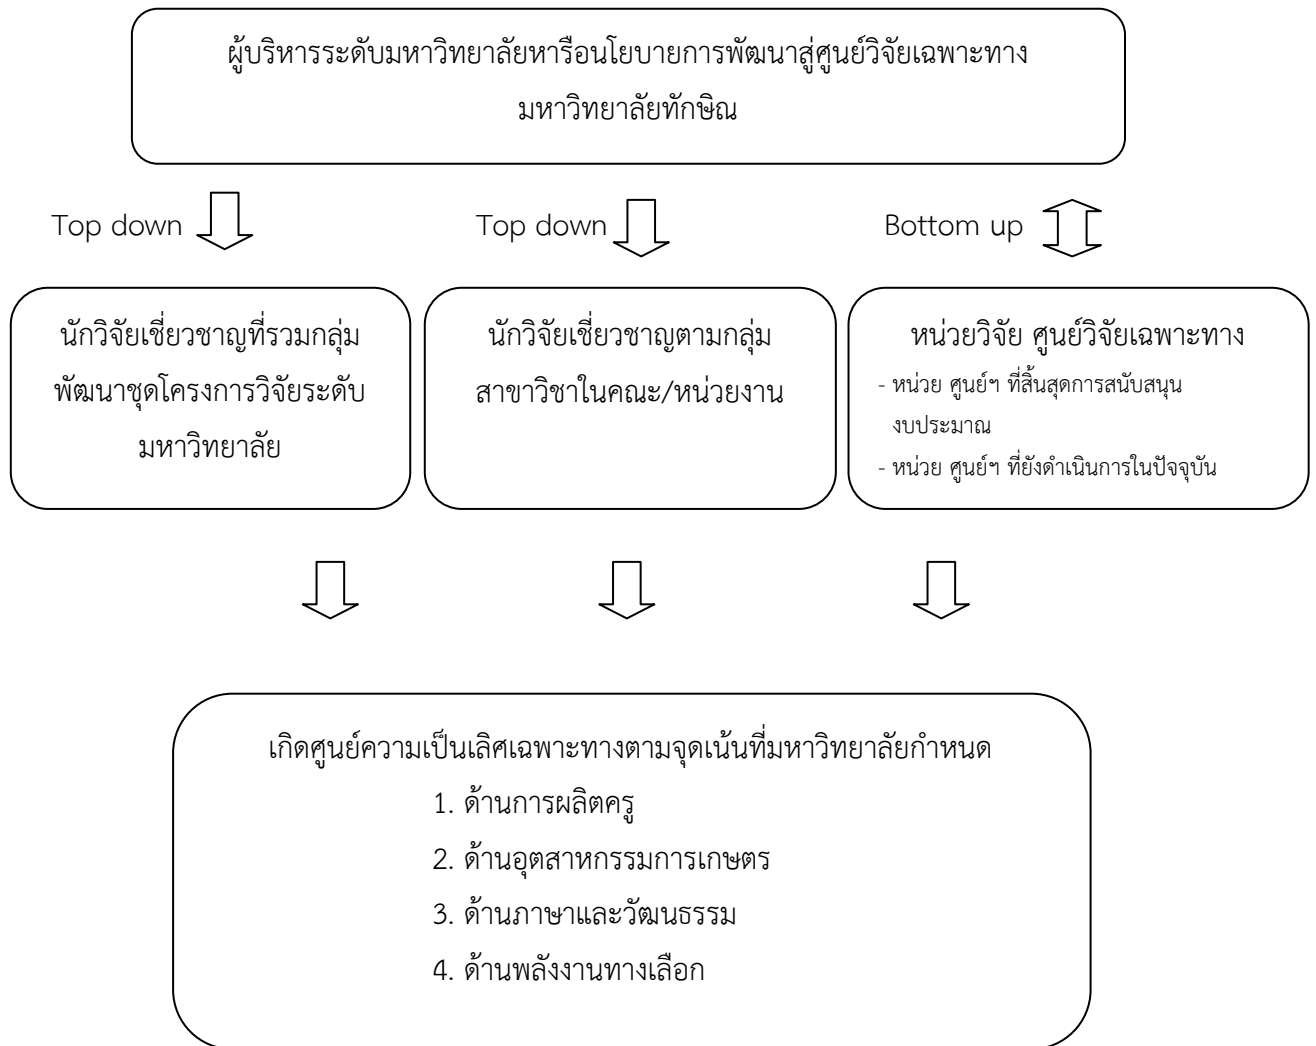 ผู้บริหารระดับมหาวิทยาลัยหารือนโยบายการพัฒนาสู่ศูนย์วิจัยเฉพาะทาง
มหาวิทยาลัยทักษิณ
Top down
Top down
Bottom up
นักวิจัยเชี่ยวชาญที่รวมกลุ่ม
พัฒนาชุดโครงการวิจัยระดับ
มหาวิทยาลัย
นักวิจัยเชี่ยวชาญตามกลุ่ม
สาขาวิชาในคณะ/หน่วยงาน
หน่วยวิจัย ศูนย์วิจัยเฉพาะทาง
- หน่วย ศูนย์ฯ ที่สิ้นสุดการสนับสนุน
งบประมาณ
- หน่วย ศูนย์ฯ ที่ยังดำเนินการในปัจจุบัน
เกิดศูนย์ความเป็นเลิศเฉพาะทางตามจุดเน้นที่มหาวิทยาลัยกำหนด
1. ด้านการผลิตครู
2. ด้านอุตสาหกรรมการเกษตร
3. ด้านภาษาและวัฒนธรรม
4. ด้านพลังงานทางเลือก